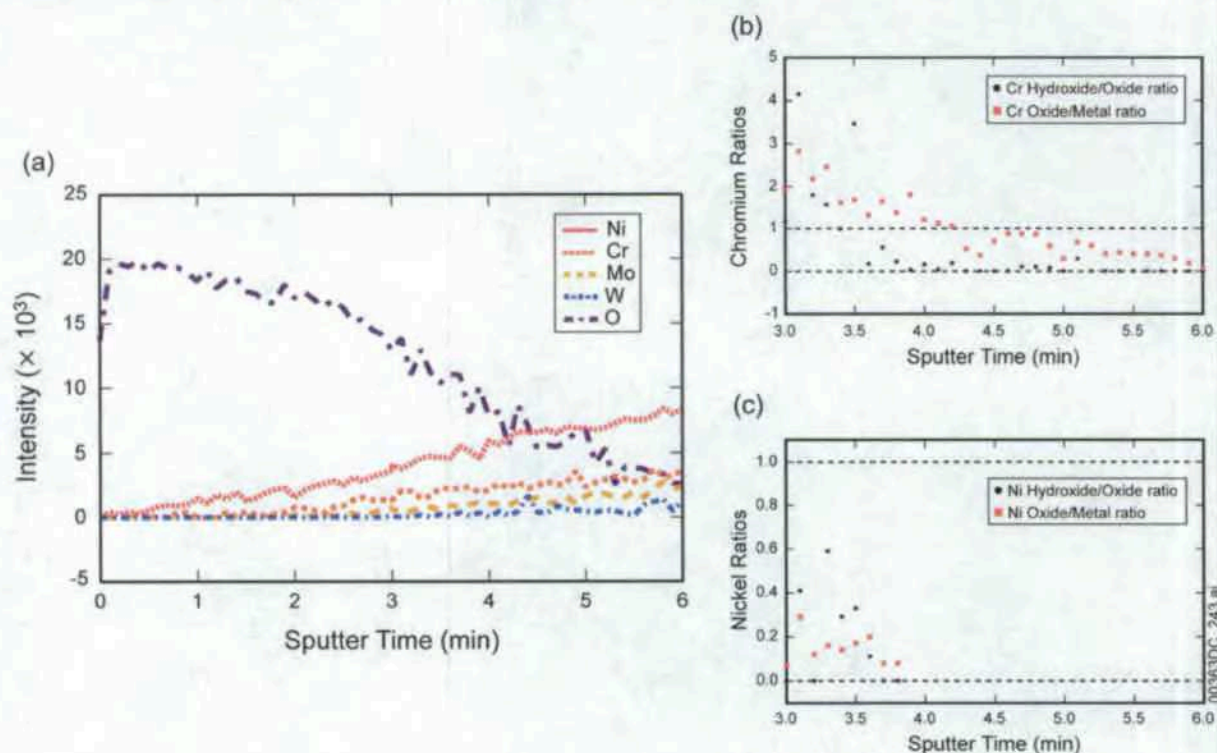 (a)
25
20
15
10
5
0
-5
Intensity (× 10³)
0 1 2 3 4 5 6
Sputter Time (min)
Ni
Cr
Mo
W
O
(b)
5
4
3
2
1
0
-1
Chromium Ratios
Cr Hydroxide/Oxide ratio
Cr Oxide/Metal ratio
3.0 3.5 4.0 4.5 5.0 5.5 6.0
Sputter Time (min)
(c)
1.0
0.8
0.6
0.4
0.2
0.0
Nickel Ratios
Ni Hydroxide/Oxide ratio
Ni Oxide/Metal ratio
3.0 3.5 4.0 4.5 5.0 5.5 6.0
Sputter Time (min)
00363DC_243.ai